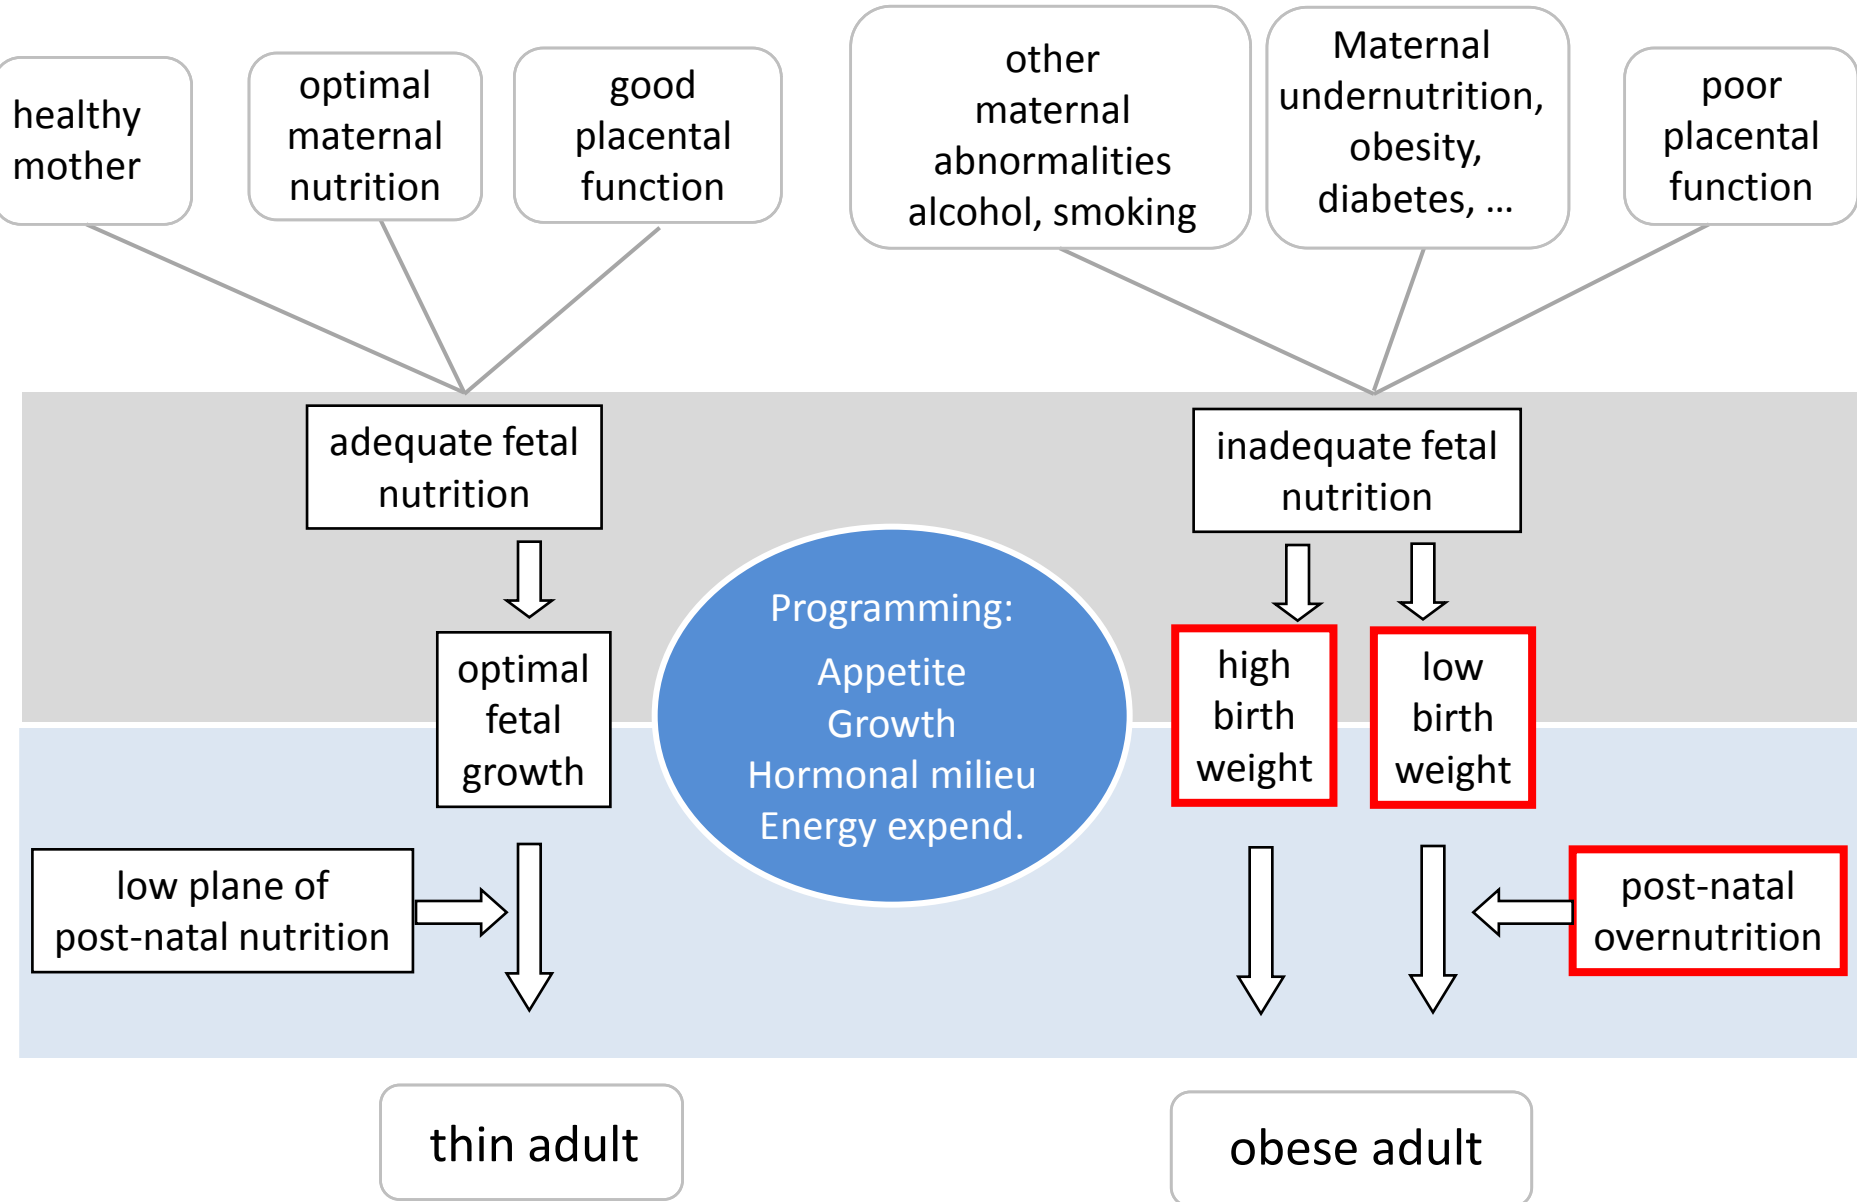 healthy
mother
optimal
maternal
nutrition
good
placental
function
other
maternal
abnormalities
alcohol, smoking
Maternal
undernutrition,
obesity,
diabetes, ...
poor
placental
function
adequate fetal
nutrition
inadequate fetal
nutrition
optimal
fetal
growth
Programming:
Appetite
Growth
Hormonal milieu
Energy expend.
high
birth
weight
low
birth
weight
low plane of
post-natal nutrition
post-natal
overnutrition
thin adult
obese adult